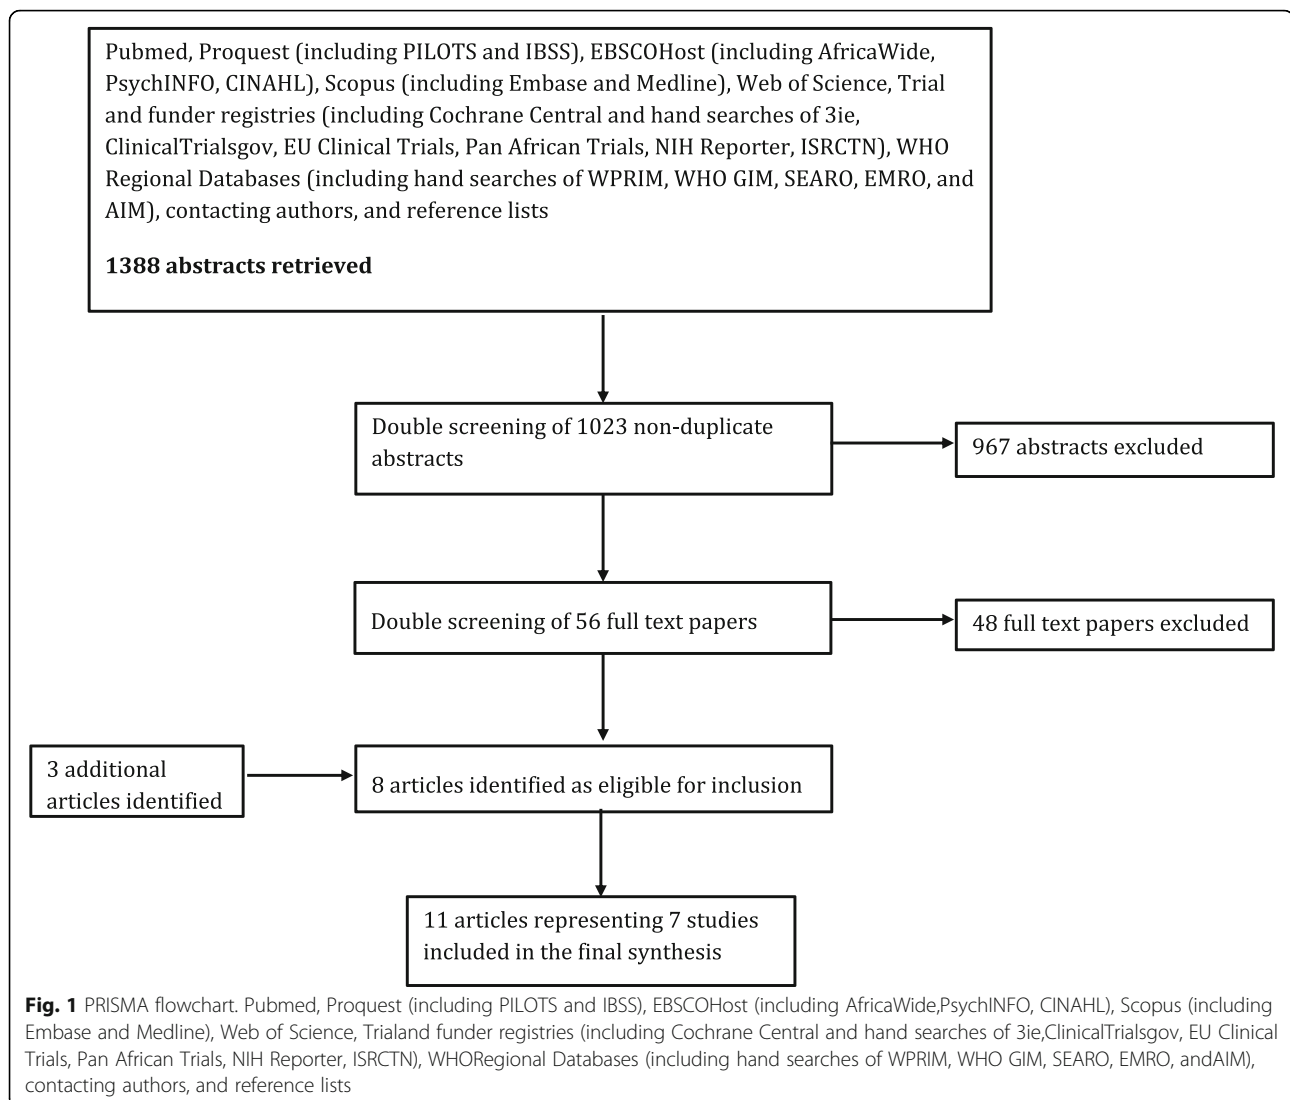 Pubmed, Proquest (including PILOTS and IBSS), EBSCOHost (including AfricaWide,
PsychINFO, CINAHL), Scopus (including Embase and Medline), Web of Science, Trial
and funder registries (including Cochrane Central and hand searches of 3ie,
ClinicalTrialsgov, EU Clinical Trials, Pan African Trials, NIH Reporter, ISRCTN), WHO
Regional Databases (including hand searches of WPRIM, WHO GIM, SEARO, EMRO, and
AIM), contacting authors, and reference lists
1388 abstracts retrieved
Double screening of 1023 non-duplicate
abstracts
967 abstracts excluded
Double screening of 56 full text papers
48 full text papers excluded
3 additional
articles identified
8 articles identified as eligible for inclusion
11 articles representing 7 studies
included in the final synthesis
Fig. 1 PRISMA flowchart. Pubmed, Proquest (including PILOTS and IBSS), EBSCOHost (including AfricaWide,PsychINFO, CINAHL), Scopus (including
Embase and Medline), Web of Science, Trialand funder registries (including Cochrane Central and hand searches of 3ie,ClinicalTrialsgov, EU Clinical
Trials, Pan African Trials, NIH Reporter, ISRCTN), WHORegional Databases (including hand searches of WPRIM, WHO GIM, SEARO, EMRO, andAIM),
contacting authors, and reference lists